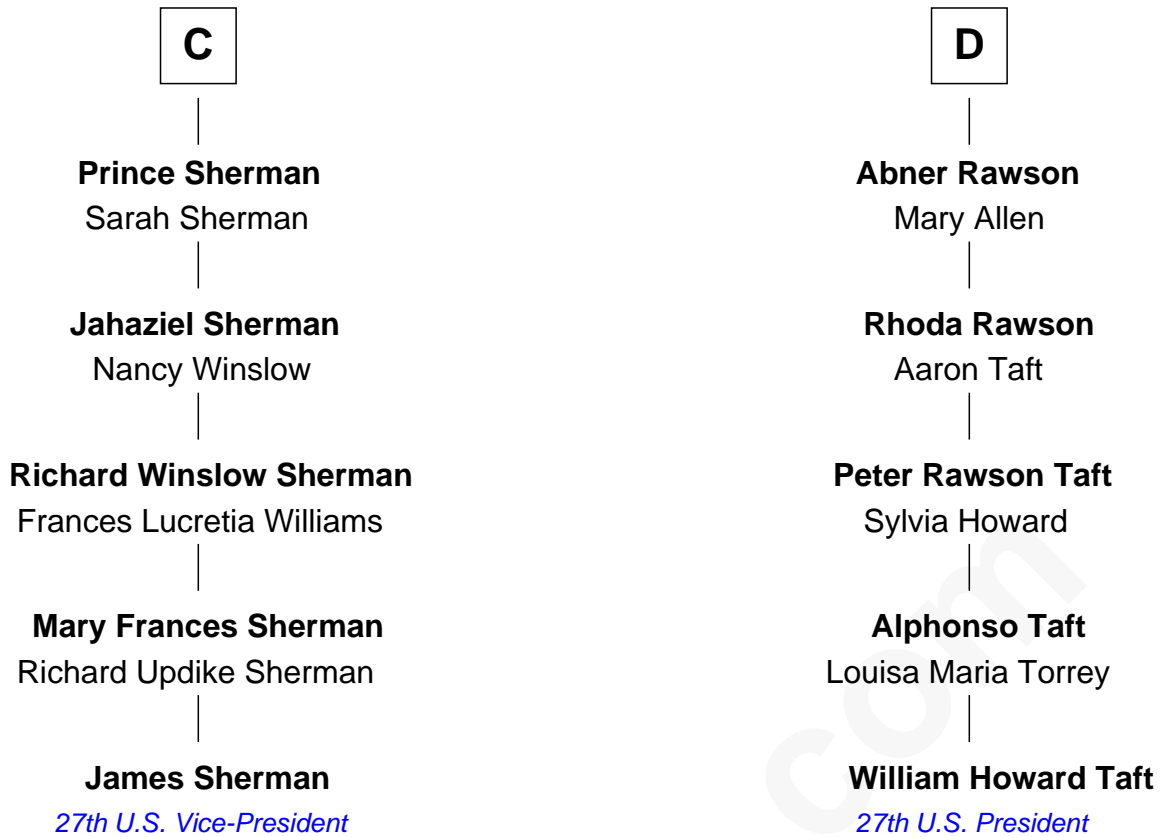 C
Prince Sherman
Sarah Sherman
Jahaziel Sherman
Nancy Winslow
Richard Winslow Sherman
Frances Lucretia Williams
Mary Frances Sherman
Richard Updike Sherman
James Sherman
27th U.S. Vice-President
D
Abner Rawson
Mary Allen
Rhoda Rawson
Aaron Taft
Peter Rawson Taft
Sylvia Howard
Alphonso Taft
Louisa Maria Torrey
William Howard Taft
27th U.S. President
com